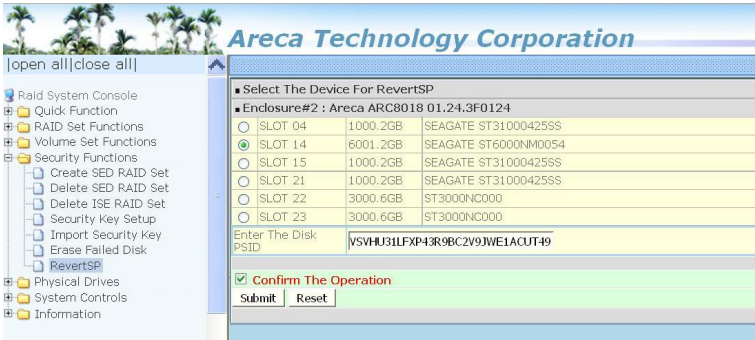 Areca Technology Corporation
|open all|close all|
Raid System Console
Quick Function
RAID Set Functions
Volume Set Functions
Security Functions
Create SED RAID Set
Delete SED RAID Set
Delete ISE RAID Set
Security Key Setup
Import Security Key
Erase Failed Disk
RevertSP
Physical Drives
System Controls
Information
Select The Device For RevertSP
Enclosure#2 : Areca ARC8018 01.24.3F0124
SLOT 04 1000.2GB SEAGATE ST31000425SS
SLOT 14 6001.2GB SEAGATE ST6000NM0054
SLOT 15 1000.2GB SEAGATE ST31000425SS
SLOT 21 1000.2GB SEAGATE ST31000425SS
SLOT 22 3000.6GB ST3000NC000
SLOT 23 3000.6GB ST3000NC000
Enter The Disk
PSID
VSVHU31LFXP43R9BC2V9JWE1ACUT49
Confirm The Operation
Submit Reset